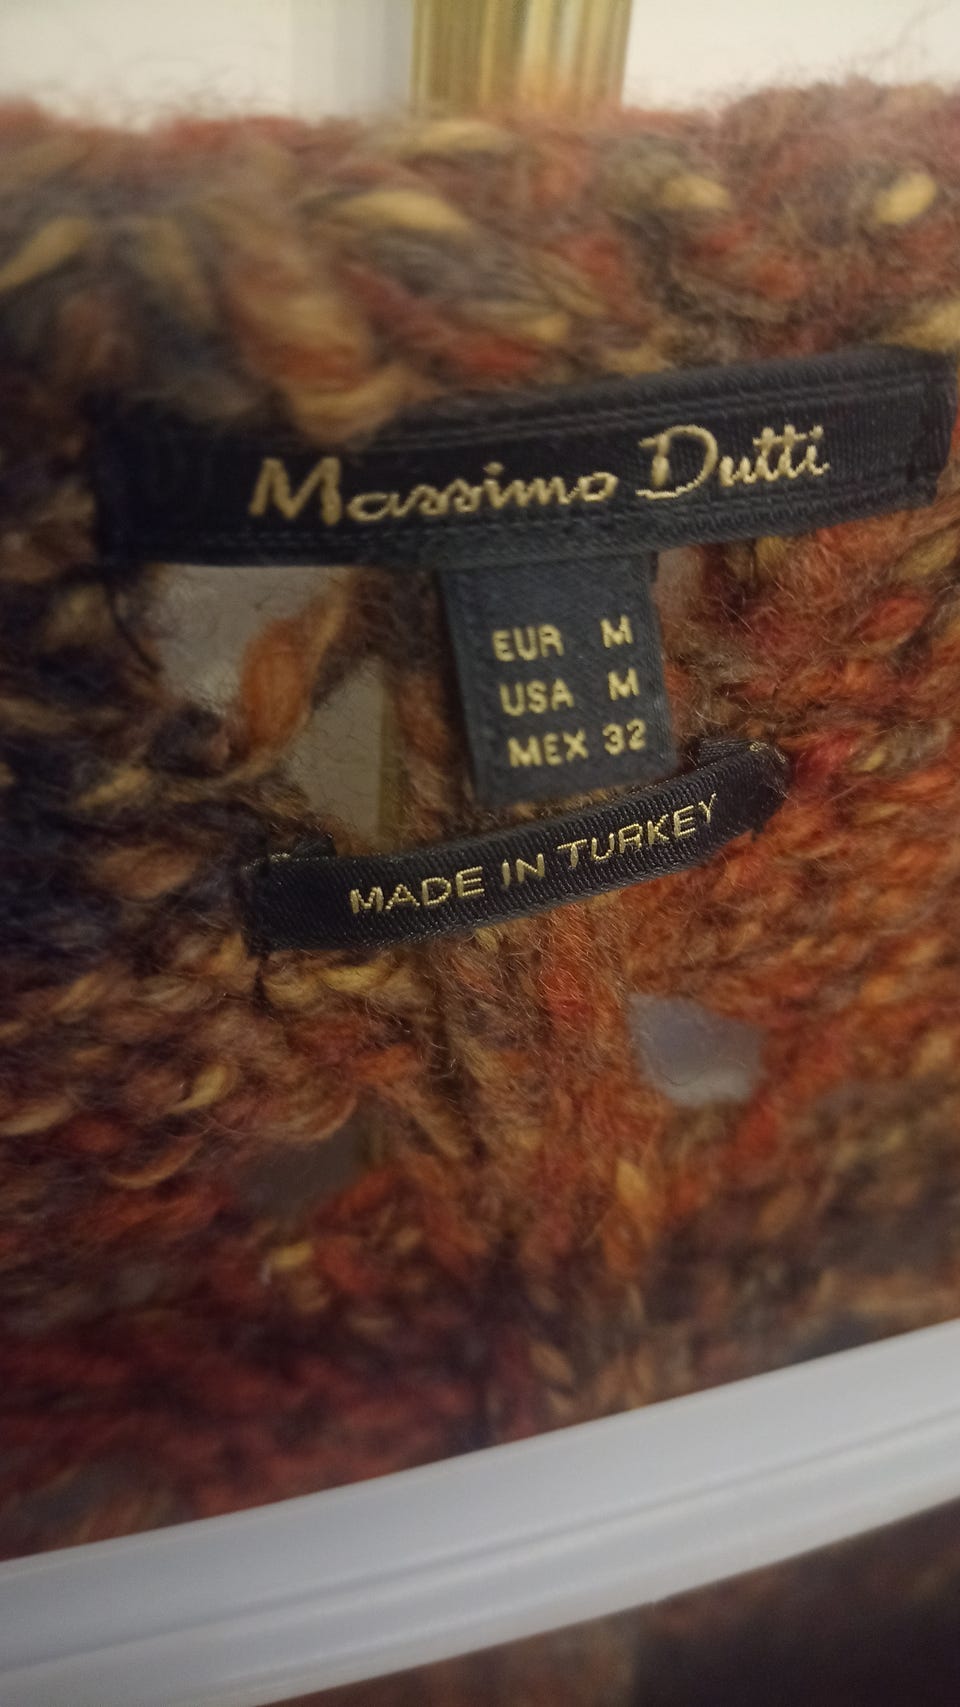 Massimo Dutti
EUR M
USA M
MEX 32
MADE IN TURKEY